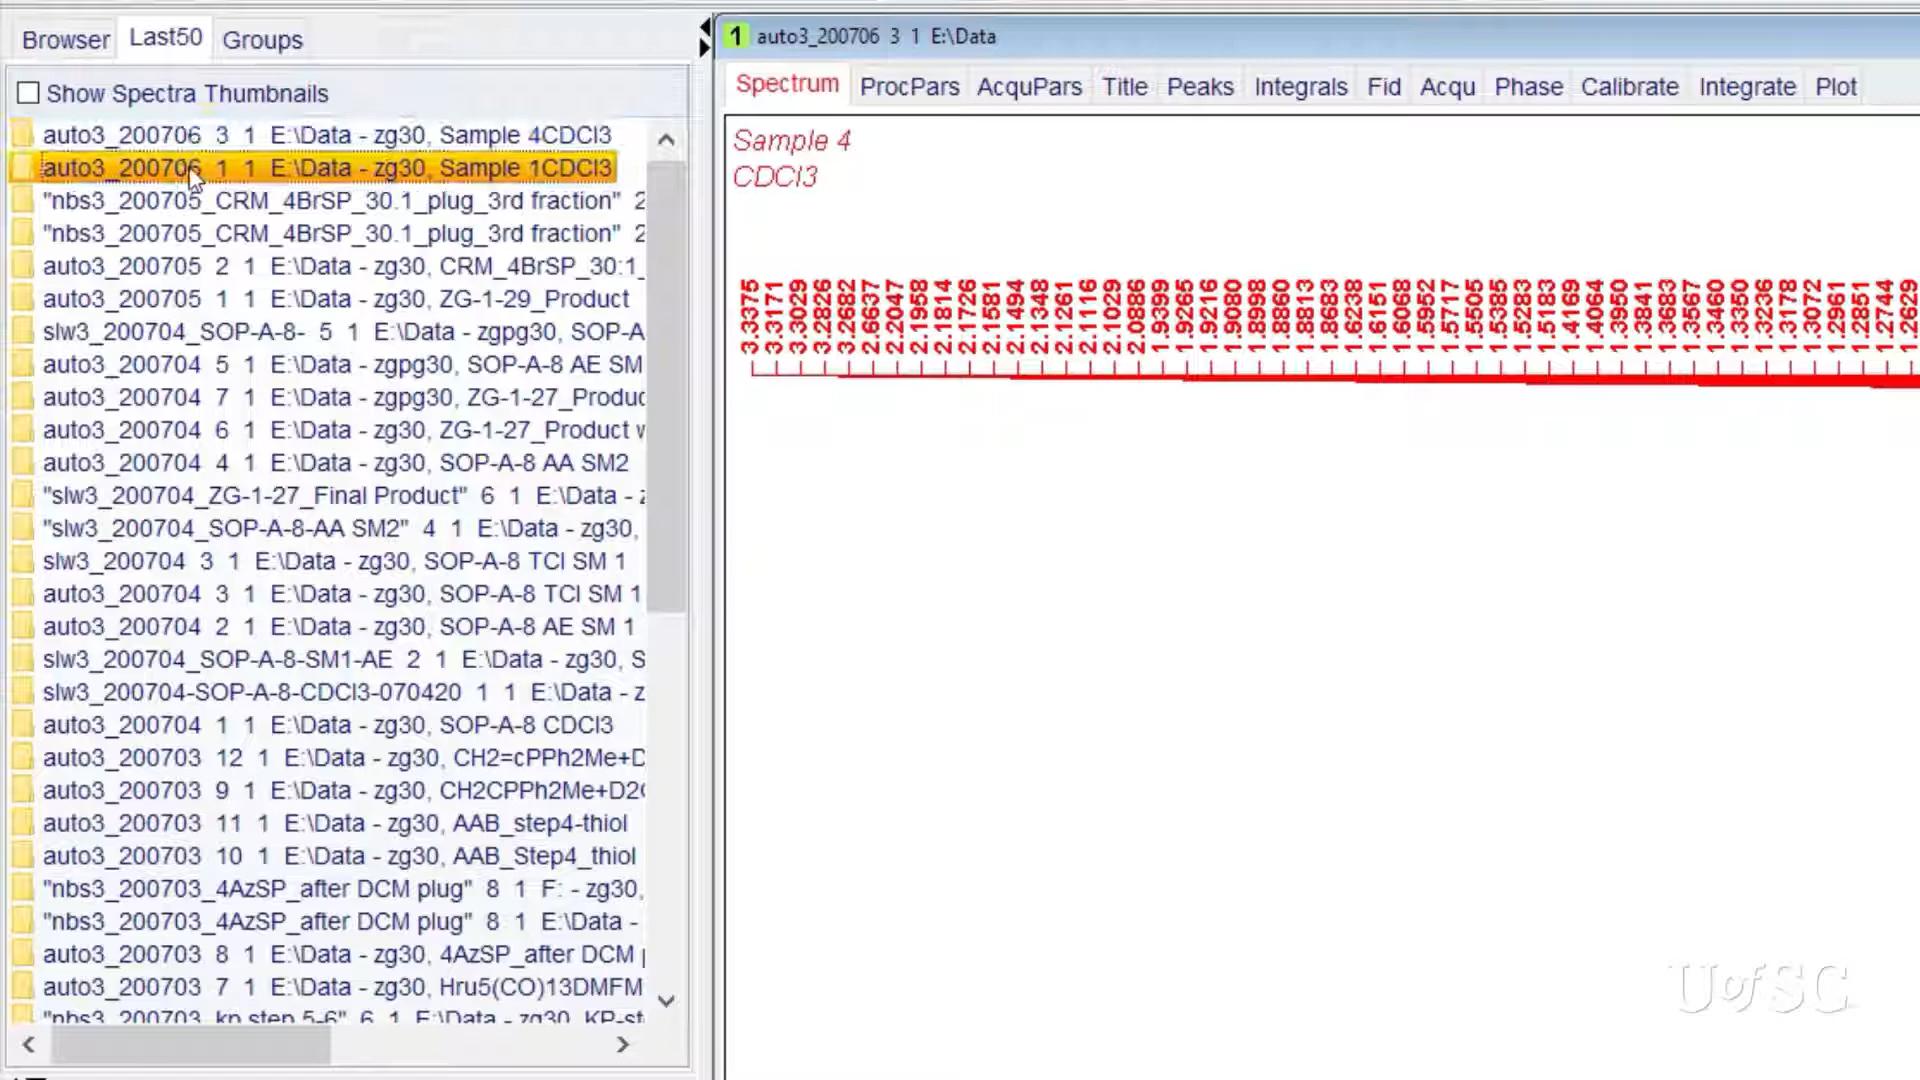 Browser Last50 Groups
Show Spectra Thumbnails
auto3_200706 3 1 E:\Data - zg30, Sample 4CDCl3
auto3_200706 1 1 E:\Data - zg30, Sample 1CDCl3
"nbs3_200705_CRM_4BrSP_30.1_plug_3rd fraction" 2
"nbs3_200705_CRM_4BrSP_30.1_plug_3rd fraction" 2
auto3_200705 2 1 E:\Data - zg30, CRM_4BrSP_30:1_
auto3_200705 1 1 E:\Data - zg30, ZG-1-29_Product
slw3_200704_SOP-A-8- 5 1 E:\Data - zgpg30, SOP-A
auto3_200704 5 1 E:\Data - zgpg30, SOP-A-8 AE SM
auto3_200704 7 1 E:\Data - zgpg30, ZG-1-27_Produc
auto3_200704 6 1 E:\Data - zg30, ZG-1-27_Product w
auto3_200704 4 1 E:\Data - zg30, SOP-A-8 AA SM2
"slw3_200704_ZG-1-27_Final Product" 6 1 E:\Data - z
"slw3_200704_SOP-A-8-AA SM2" 4 1 E:\Data - zg30,
slw3_200704 3 1 E:\Data - zg30, SOP-A-8 TCI SM 1
auto3_200704 3 1 E:\Data - zg30, SOP-A-8 TCI SM 1
auto3_200704 2 1 E:\Data - zg30, SOP-A-8 AE SM 1
slw3_200704_SOP-A-8-SM1-AE 2 1 E:\Data - zg30, S
slw3_200704-SOP-A-8-CDCl3-070420 1 1 E:\Data - z
auto3_200704 1 1 E:\Data - zg30, SOP-A-8 CDCl3
auto3_200703 12 1 E:\Data - zg30, CH2=cPPh2Me+D
auto3_200703 9 1 E:\Data - zg30, CH2CPPh2Me+D2
auto3_200703 11 1 E:\Data - zg30, AAB_step4-thiol
auto3_200703 10 1 E:\Data - zg30, AAB_Step4_thiol
"nbs3_200703_4AzSP_after DCM plug" 8 1 F: - zg30,
"nbs3_200703_4AzSP_after DCM plug" 8 1 E:\Data -
auto3_200703 8 1 E:\Data - zg30, 4AzSP_after DCM
auto3_200703 7 1 E:\Data - zg30, Hru5(CO)13DMFM
"nbs3_200703_kp step 5-6" 6 1 E:\Data - zg30, KP-st
1 auto3_200706 3 1 E:\Data
Spectrum ProcPars AcquPars Title Peaks Integrals Fid Acqu Phase Calibrate Integrate Plot
Sample 4
CDCl3
3.3375
3.3171
3.3029
3.2826
3.2682
2.6637
2.2047
2.1958
2.1814
2.1726
2.1581
2.1494
2.1348
2.1261
2.1116
2.1029
2.0886
1.9399
1.9265
1.9216
1.9080
1.8998
1.8860
1.8813
1.8683
1.6238
1.6151
1.6068
1.5952
1.5717
1.5505
1.5385
1.5283
1.5183
1.4169
1.4064
1.3950
1.3841
1.3683
1.3567
1.3460
1.3350
1.3236
1.3178
1.3072
1.2961
1.2851
1.2744
1.2629
UofSC